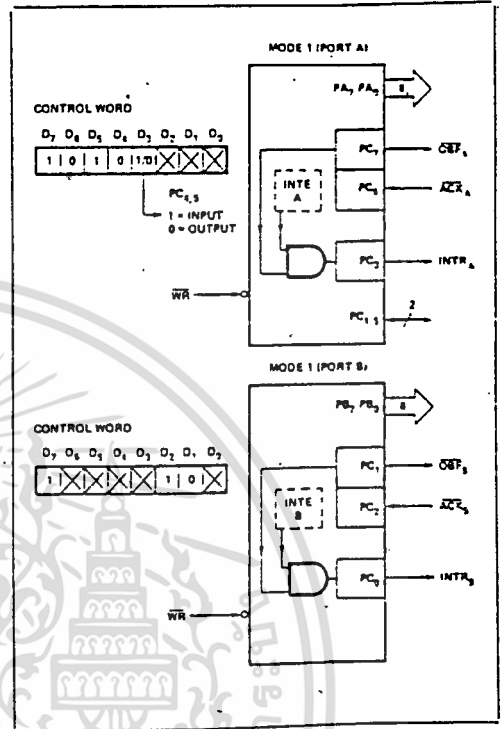 MODE 1 (PORT A)
PA7 PA0
8
CONTROL WORD
D7 D6 D5 D4 D3 D2 D1 D0
1 0 1 0 1/0 X X X
PC4,5
1 = INPUT
0 = OUTPUT
INTE
A
PC7
OBFA
PC6
ACKA
PC3
INTRA
WR
PC4,5
2
MODE 1 (PORT B)
PB7 PB0
8
CONTROL WORD
D7 D6 D5 D4 D3 D2 D1 D0
1 X X X X 1 0 X
INTE
B
PC1
OBFB
PC2
ACKB
PC0
INTRB
WR